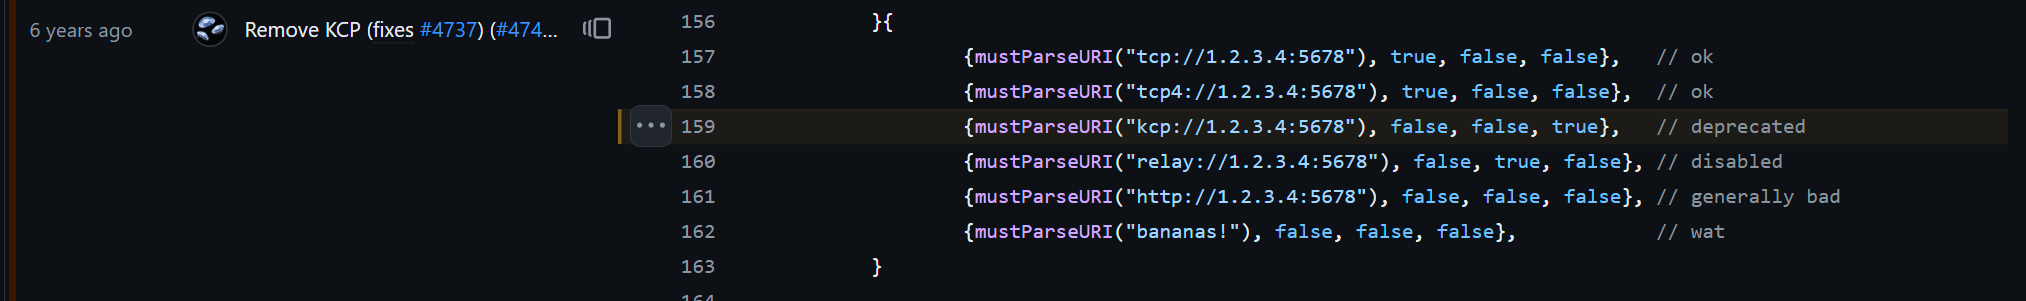 156 }{
6 years ago Remove KCP (fixes #4737) (#474...
157 {mustParseURI("tcp://1.2.3.4:5678"), true, false, false}, // ok
158 {mustParseURI("tcp4://1.2.3.4:5678"), true, false, false}, // ok
159 {mustParseURI("kcp://1.2.3.4:5678"), false, false, true}, // deprecated
160 {mustParseURI("relay://1.2.3.4:5678"), false, true, false}, // disabled
161 {mustParseURI("http://1.2.3.4:5678"), false, false, false}, // generally bad
162 {mustParseURI("bananas!"), false, false, false}, // wat
163 }